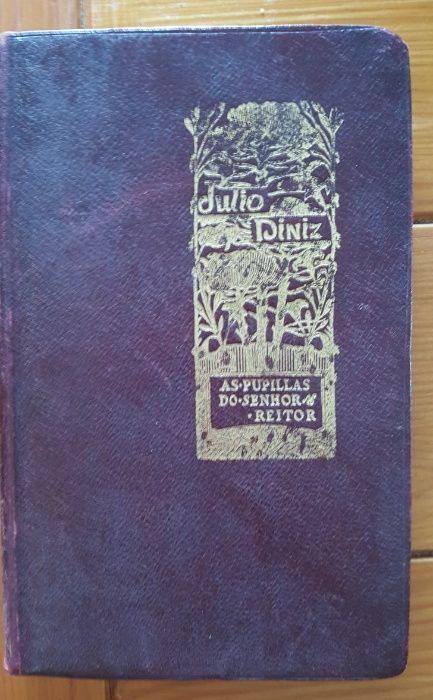 Julio
Diniz
AS·PUPILLAS
DO·SENHOR
·REITOR